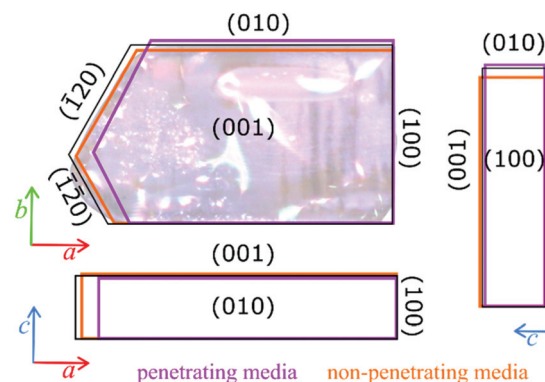 (010)
(010)
(1̄20)
(001)
(100)
(001)
(100)
(1̄2̄0)
b
a
(001)
(010)
(100)
c
a
c
penetrating media
non-penetrating media